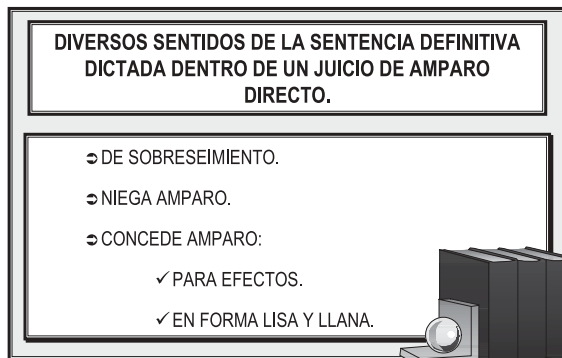 DIVERSOS SENTIDOS DE LA SENTENCIA DEFINITIVA
DICTADA DENTRO DE UN JUICIO DE AMPARO
DIRECTO.
➲ DE SOBRESEIMIENTO.
➲ NIEGA AMPARO.
➲ CONCEDE AMPARO:
✓ PARA EFECTOS.
✓ EN FORMA LISA Y LLANA.